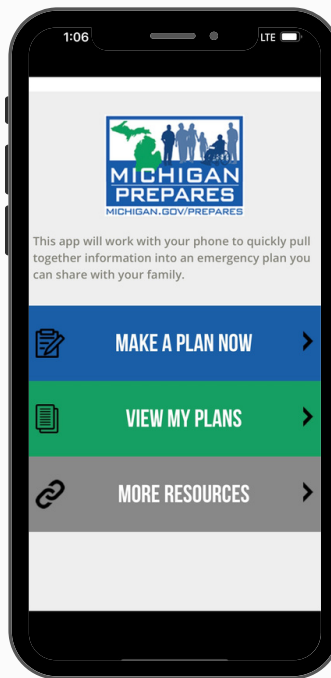 1:06
LTE
MICHIGAN
PREPARES
MICHIGAN.GOV/PREPARES
This app will work with your phone to quickly pull
together information into an emergency plan you
can share with your family.
MAKE A PLAN NOW
VIEW MY PLANS
MORE RESOURCES